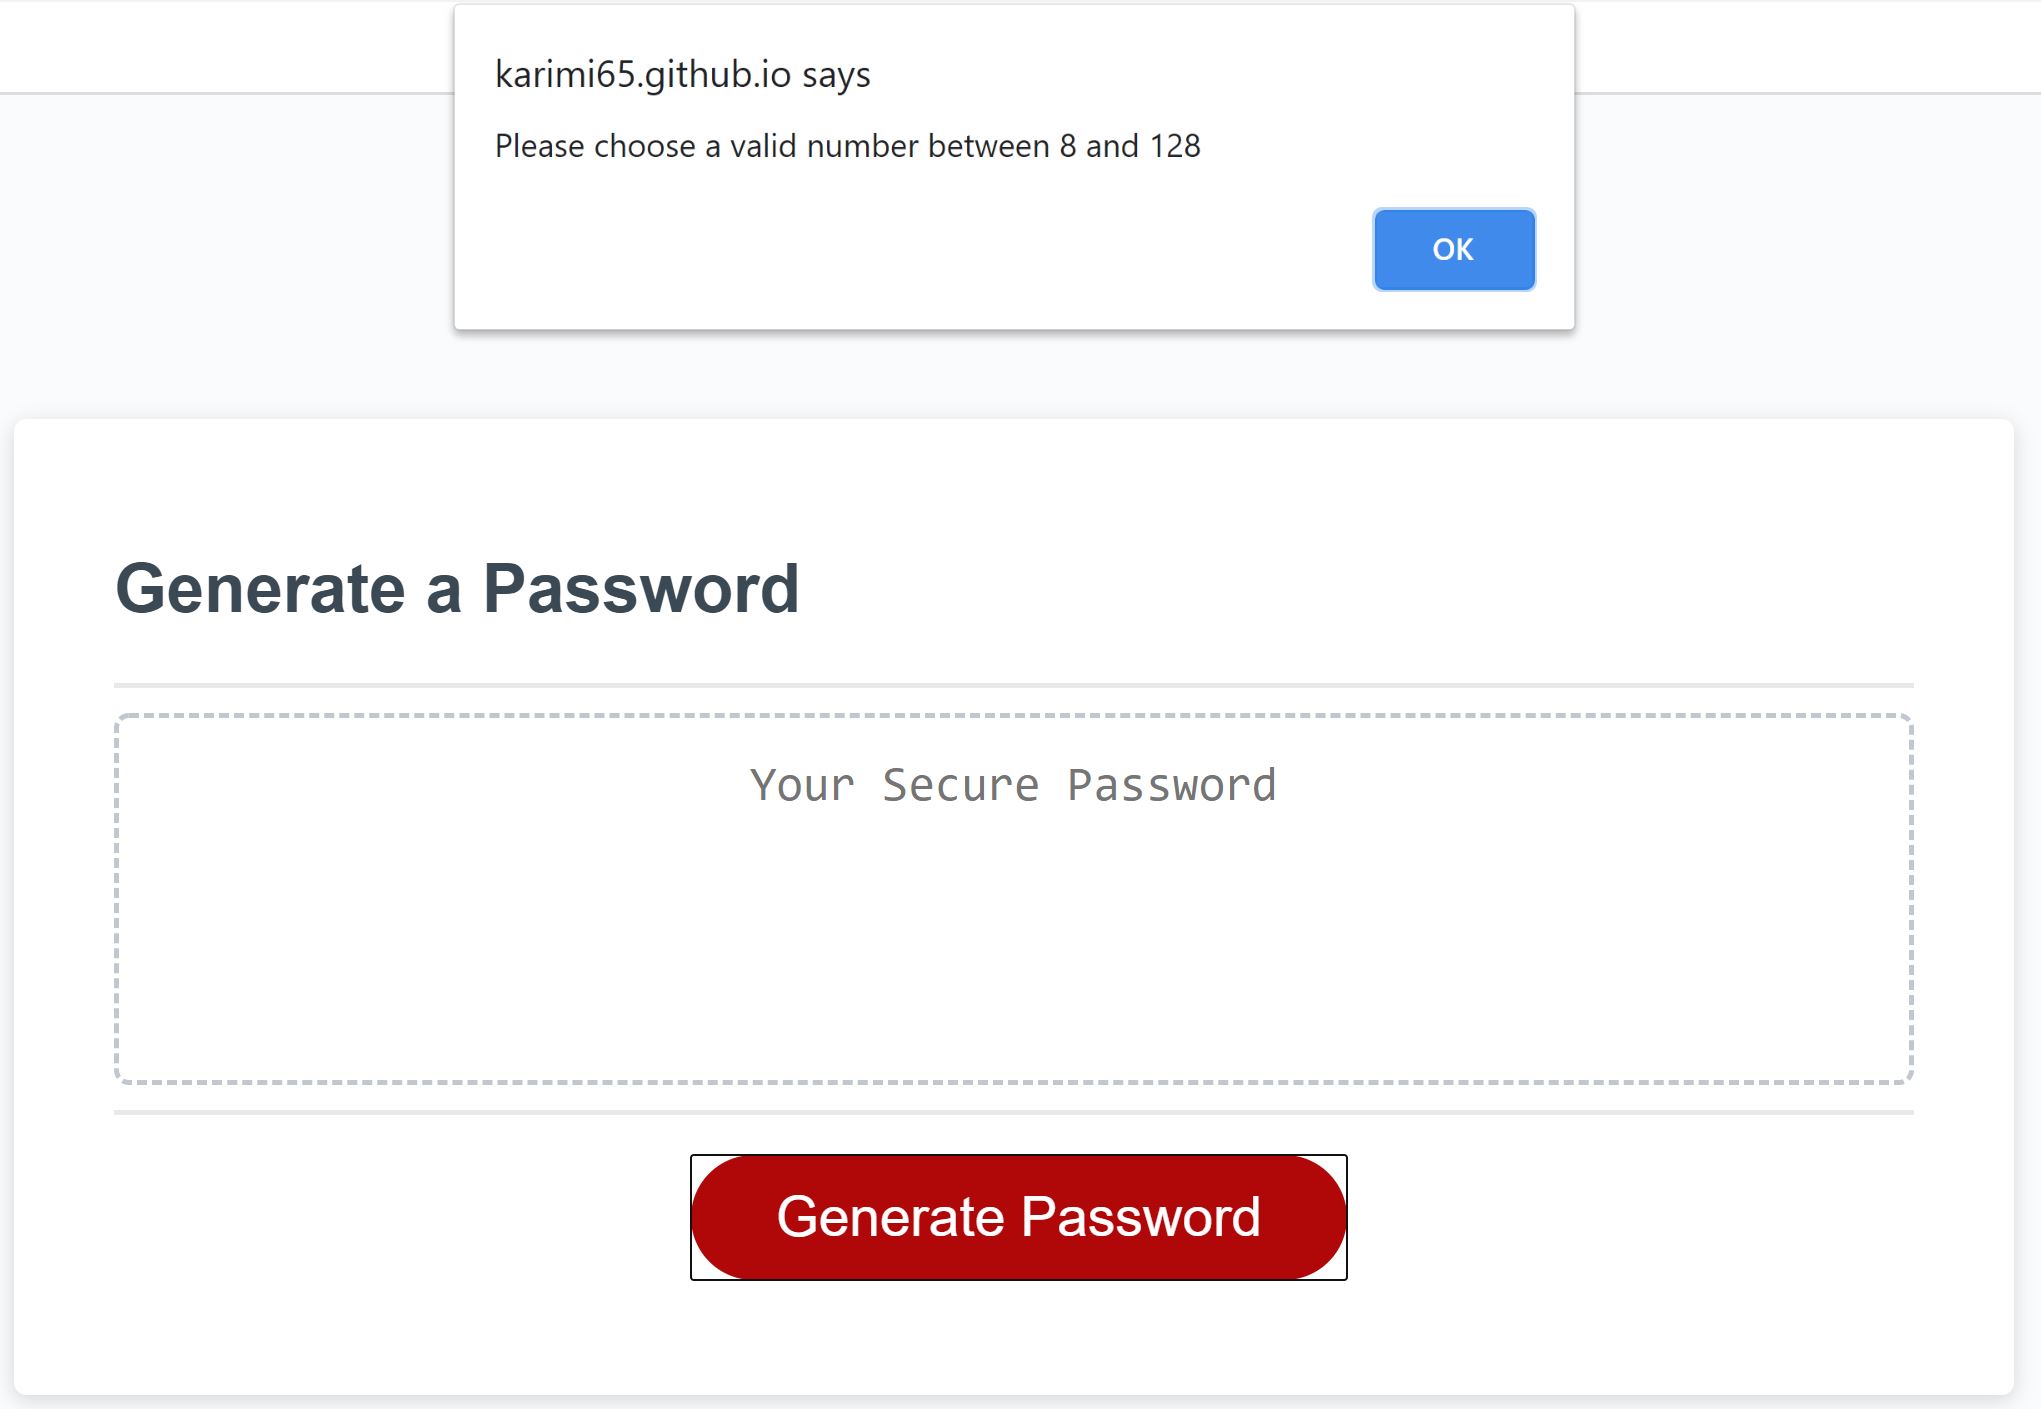 karimi65.github.io says
Please choose a valid number between 8 and 128
OK
Generate a Password
Your Secure Password
Generate Password